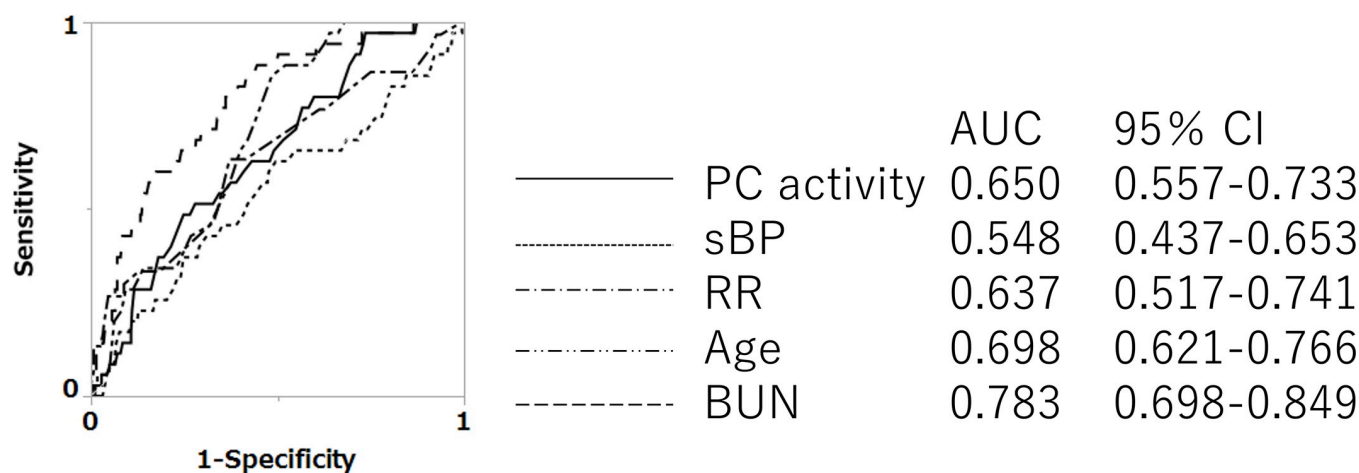 1
Sensitivity
0
0
1
1-Specificity
AUC 95% CI
PC activity 0.650 0.557-0.733
sBP 0.548 0.437-0.653
RR 0.637 0.517-0.741
Age 0.698 0.621-0.766
BUN 0.783 0.698-0.849